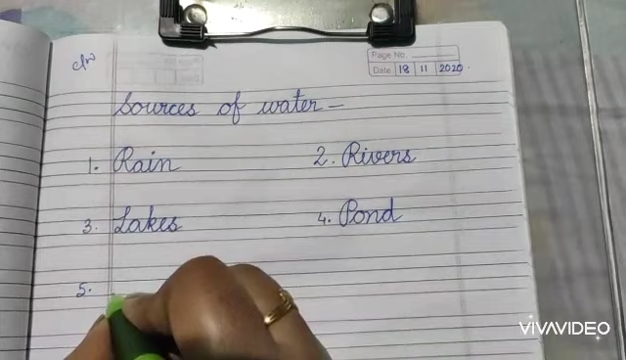 c/w
Page No.
Date 18 11 2020
Sources of water –
1. Rain 2. Rivers
3. Lakes 4. Pond
5.
VIVAVIDEO